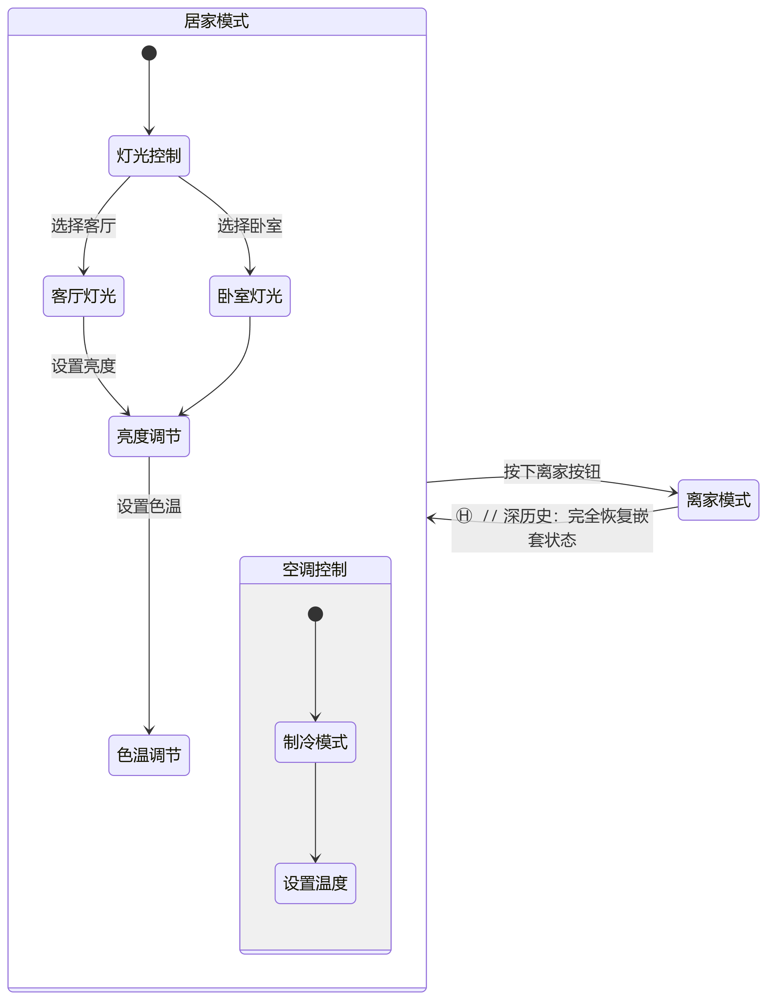 居家模式
灯光控制
选择客厅
选择卧室
客厅灯光
卧室灯光
设置亮度
亮度调节
按下离家按钮
离家模式
设置色温
Ⓗ // 深历史：完全恢复嵌
套状态
空调控制
制冷模式
色温调节
设置温度